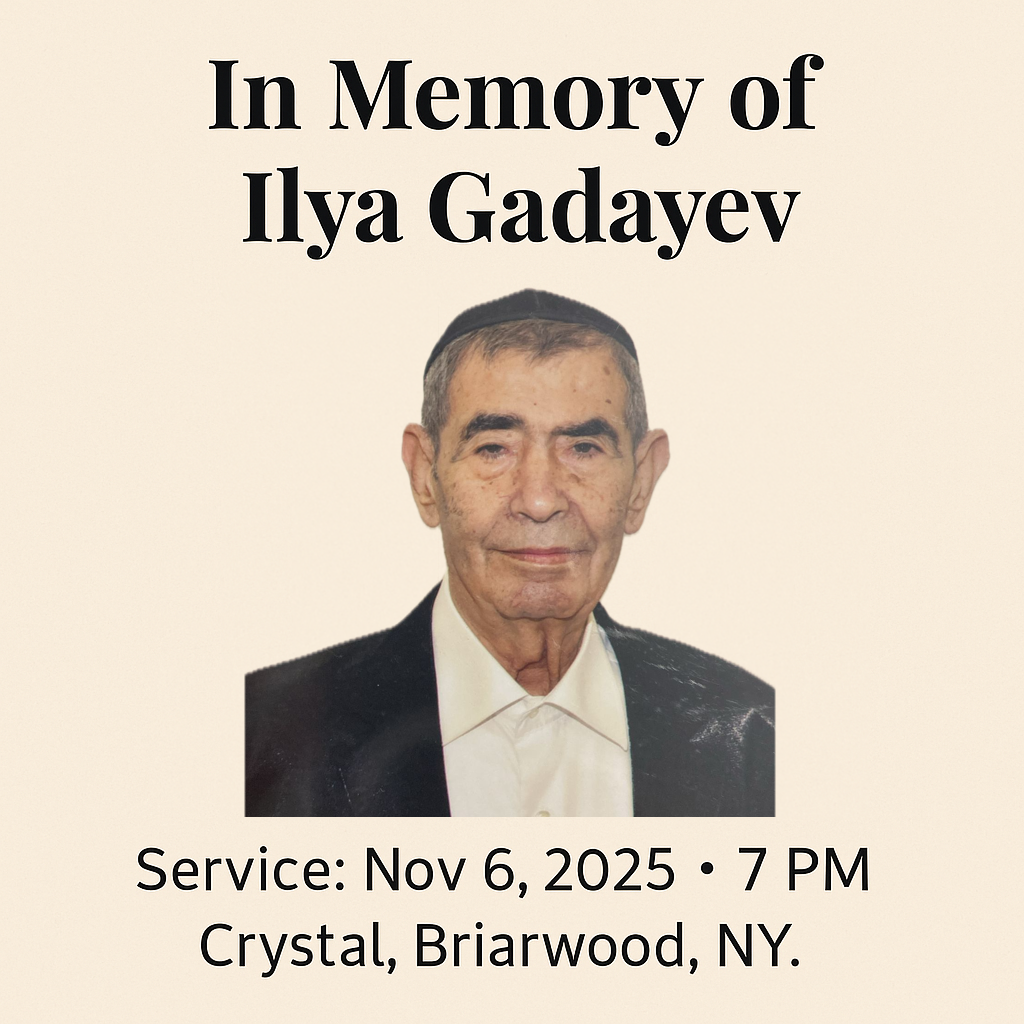 In Memory of
Ilya Gadayev
Service: Nov 6, 2025 • 7 PM
Crystal, Briarwood, NY.